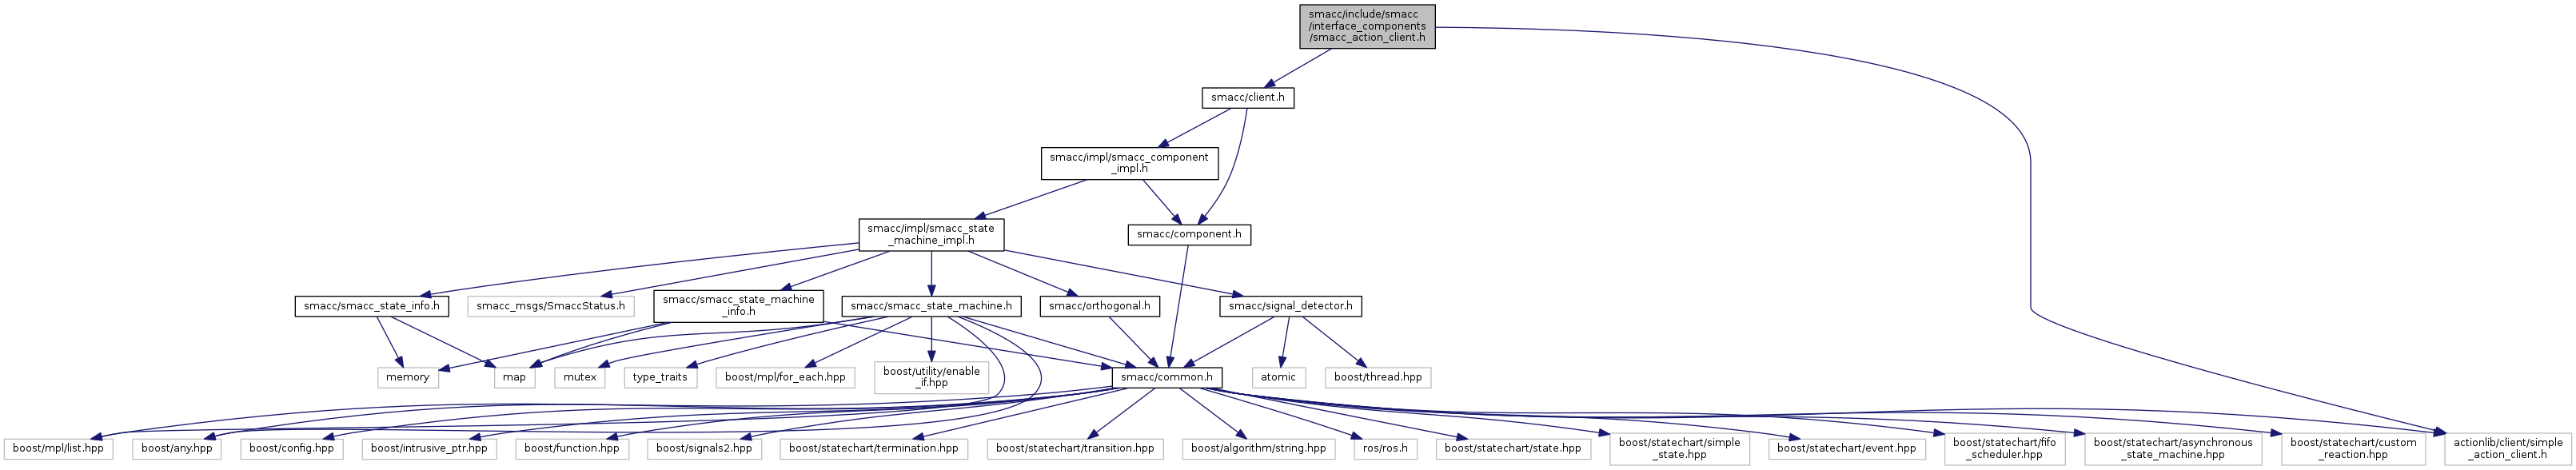 smacc/include/smacc
/interface_components
/smacc_action_client.h
smacc/client.h
smacc/impl/smacc_component
_impl.h
smacc/impl/smacc_state
_machine_impl.h
smacc/component.h
smacc/smacc_state_info.h
smacc_msgs/SmaccStatus.h
smacc/smacc_state_machine
_info.h
smacc/smacc_state_machine.h
smacc/orthogonal.h
smacc/signal_detector.h
memory
map
mutex
type_traits
boost/mpl/for_each.hpp
boost/utility/enable
_if.hpp
smacc/common.h
atomic
boost/thread.hpp
boost/mpl/list.hpp
boost/any.hpp
boost/config.hpp
boost/intrusive_ptr.hpp
boost/function.hpp
boost/signals2.hpp
boost/statechart/termination.hpp
boost/statechart/transition.hpp
boost/algorithm/string.hpp
ros/ros.h
boost/statechart/state.hpp
boost/statechart/simple
_state.hpp
boost/statechart/event.hpp
boost/statechart/fifo
_scheduler.hpp
boost/statechart/asynchronous
_state_machine.hpp
boost/statechart/custom
_reaction.hpp
actionlib/client/simple
_action_client.h